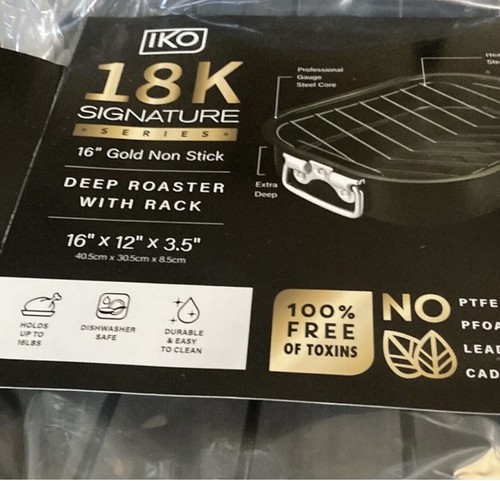 IKO
18K
SIGNATURE
SERIES
16" Gold Non Stick
DEEP ROASTER
WITH RACK
16" x 12" x 3.5"
40.5cm x 30.5cm x 8.5cm
Professional
Gauge
Steel Core
Extra
Deep
HOLDS
UP TO
16LBS
DISHWASHER
SAFE
DURABLE
& EASY
TO CLEAN
100%
FREE
OF TOXINS
NO
PTFE
PFOA
LEAD
CAD